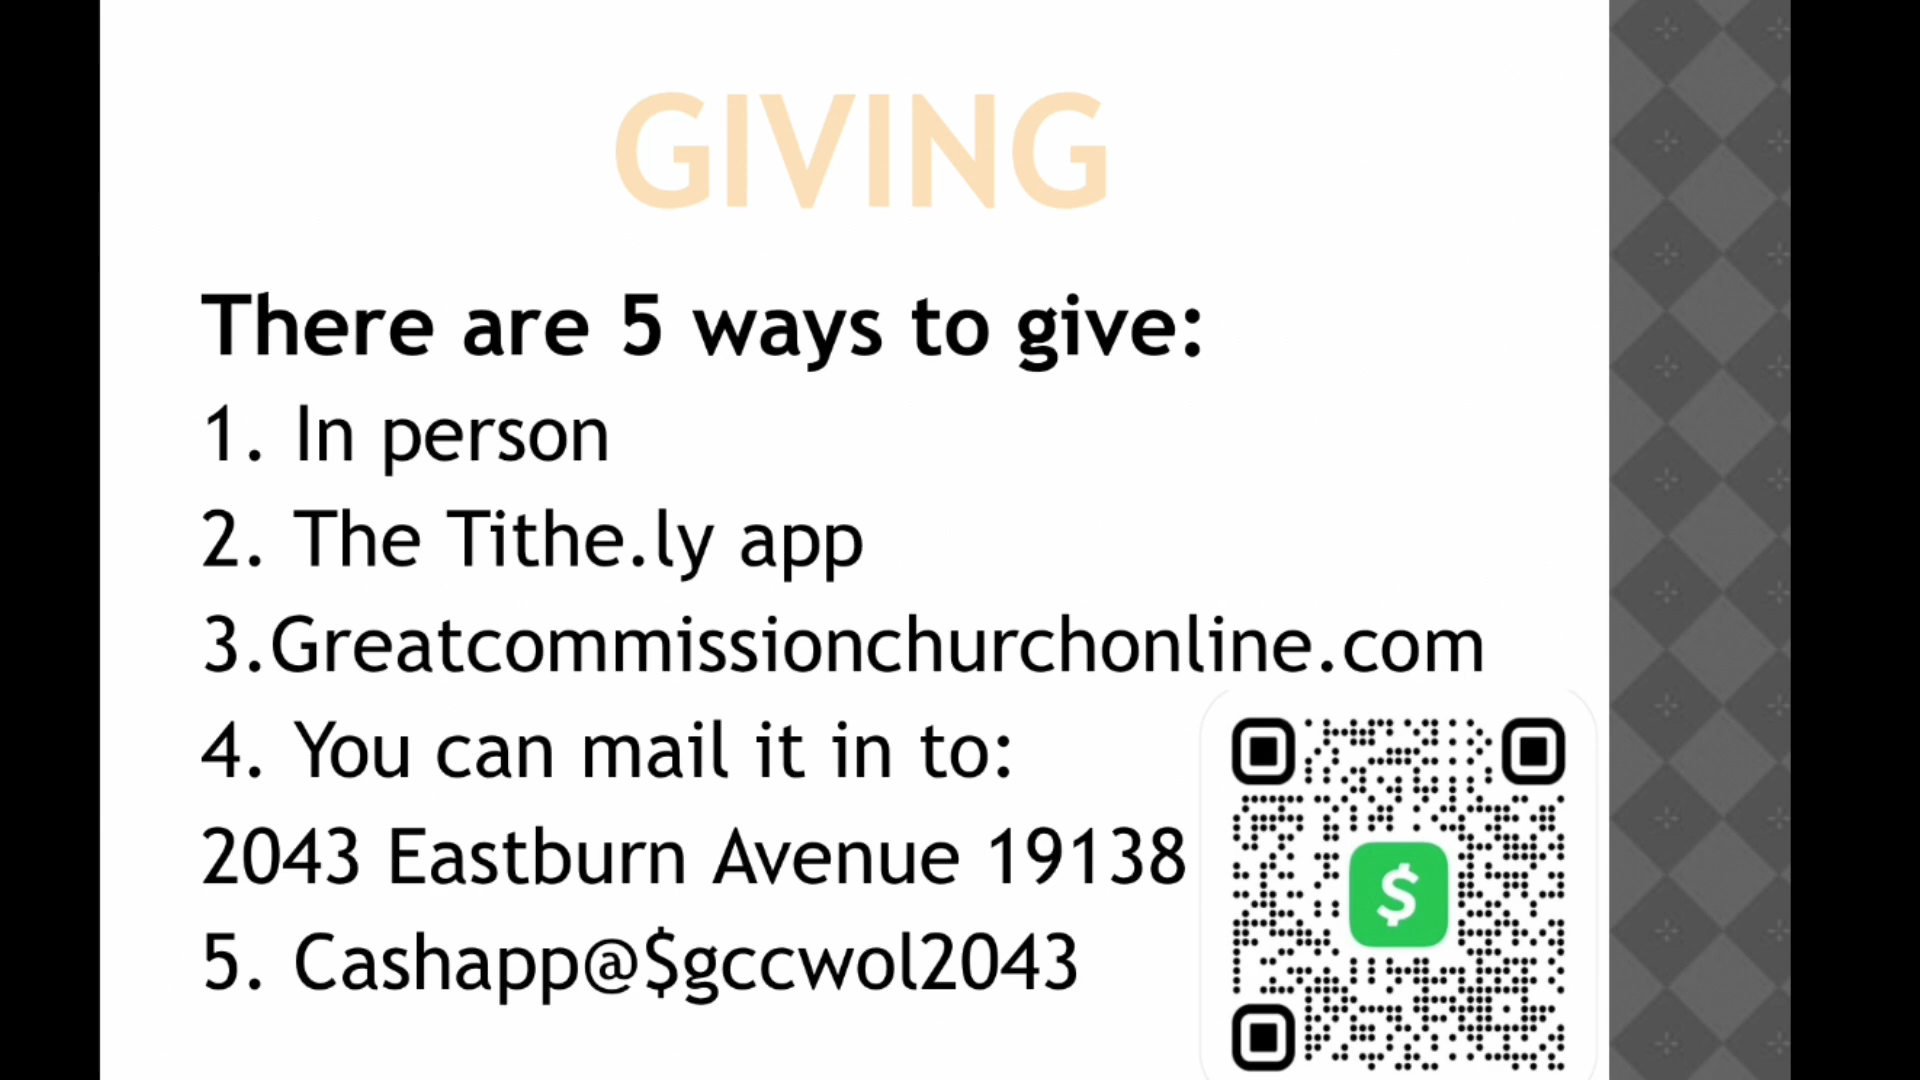 GIVING
There are 5 ways to give:
1. In person
2. The Tithe.ly app
3.Greatcommissionchurchonline.com
4. You can mail it in to:
2043 Eastburn Avenue 19138
5. Cashapp@$gccwol2043
$